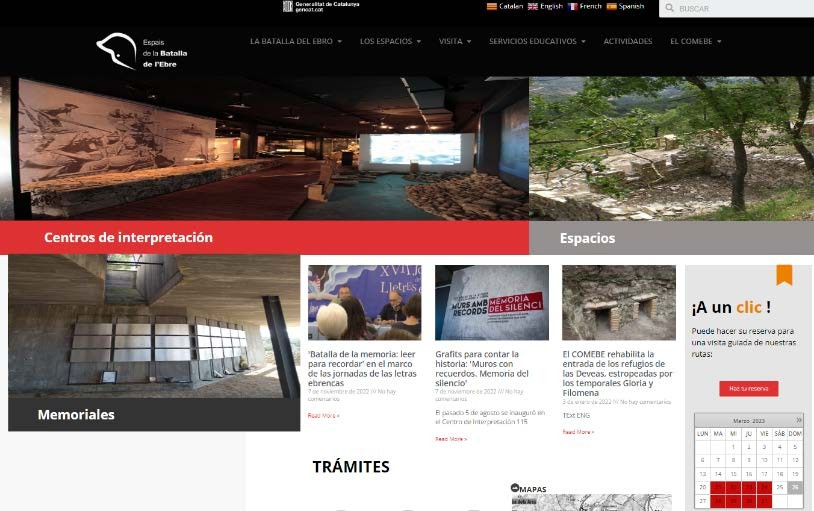 Generalitat de Catalunya
gencat.cat
Catalan English French Spanish
BUSCAR
Espais
de la Batalla
de l'Ebre
LA BATALLA DEL EBRO LOS ESPACIOS VISITA SERVICIOS EDUCATIVOS ACTIVIDADES EL COMEBE
Centros de interpretación
Espacios
Memoriales
XVII Jo
Lletres e
'Batalla de la memoria: leer
para recordar' en el marco
de las jornadas de las letras
ebrencas
7 de noviembre de 2022 /// No hay
comentarios
Read More »
MURS AMB
RECORDS
MEMORIA
DEL SILENCI
Grafits para contar la
historia: 'Muros con
recuerdos. Memoria del
silencio'
7 de noviembre de 2022 /// No hay
comentarios
El pasado 5 de agosto se inauguró en
el Centro de Interpretación 115
Read More »
El COMEBE rehabilita la
entrada de los refugios de
las Deveas, estropeadas por
los temporales Gloria y
Filomena
3 de enero de 2022 /// No hay comentarios
TExt ENG
Read More »
¡A un clic !
Puede hacer su reserva para
una visita guiada de nuestras
rutas:
Haz tu reserva
Marzo 2023 »
LUN MA MI JU VIE SÁB DOM
1 2 3 4 5
6 7 8 9 10 11 12
13 14 15 16 17 18 19
20 21 22 23 24 25 26
27 28 29 30 31
TRÁMITES
MAPAS